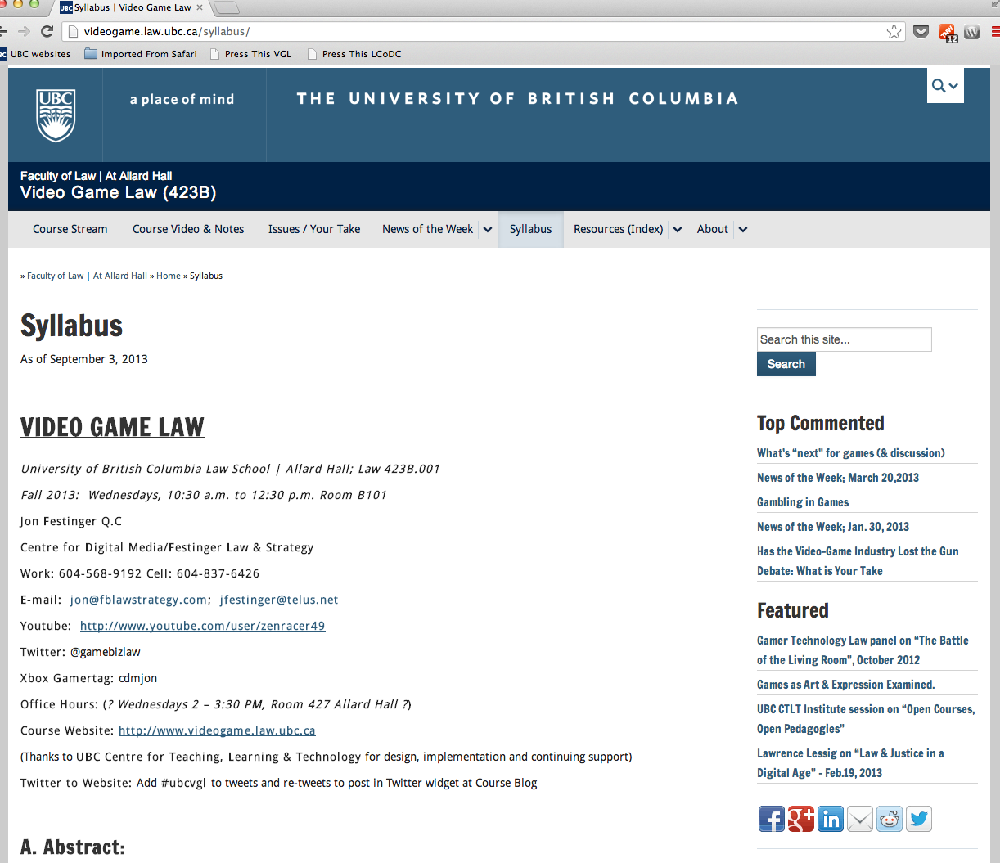 UBC Syllabus | Video Game Law ×
videogame.law.ubc.ca/syllabus/
12
UBC websites Imported From Safari Press This VGL Press This LCoDC
UBC
a place of mind
THE UNIVERSITY OF BRITISH COLUMBIA
Faculty of Law | At Allard Hall
Video Game Law (423B)
Course Stream Course Video & Notes Issues / Your Take News of the Week Syllabus Resources (Index) About
» Faculty of Law | At Allard Hall » Home » Syllabus
Syllabus
As of September 3, 2013
VIDEO GAME LAW
University of British Columbia Law School | Allard Hall; Law 423B.001
Fall 2013: Wednesdays, 10:30 a.m. to 12:30 p.m. Room B101
Jon Festinger Q.C
Centre for Digital Media/Festinger Law & Strategy
Work: 604-568-9192 Cell: 604-837-6426
E-mail: jon@fblawstrategy.com; jfestinger@telus.net
Youtube: http://www.youtube.com/user/zenracer49
Twitter: @gamebizlaw
Xbox Gamertag: cdmjon
Office Hours: (? Wednesdays 2 – 3:30 PM, Room 427 Allard Hall ?)
Course Website: http://www.videogame.law.ubc.ca
(Thanks to UBC Centre for Teaching, Learning & Technology for design, implementation and continuing support)
Twitter to Website: Add #ubcvgl to tweets and re-tweets to post in Twitter widget at Course Blog
A. Abstract:
Search this site...
Search
Top Commented
What's “next” for games (& discussion)
News of the Week; March 20,2013
Gambling in Games
News of the Week; Jan. 30, 2013
Has the Video-Game Industry Lost the Gun
Debate: What is Your Take
Featured
Gamer Technology Law panel on “The Battle
of the Living Room”, October 2012
Games as Art & Expression Examined.
UBC CTLT Institute session on “Open Courses,
Open Pedagogies”
Lawrence Lessig on “Law & Justice in a
Digital Age” - Feb.19, 2013